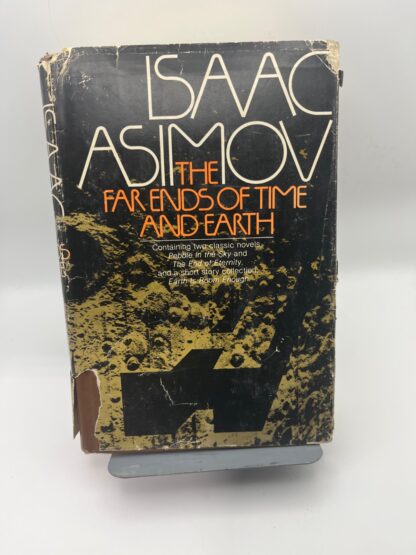 ISAAC
ASIMOV
THE
FAR ENDS OF TIME
AND EARTH
Containing two classic novels,
Pebble In the Sky and
The End of Eternity,
and a short story collection,
Earth Is Room Enough
ISAAC